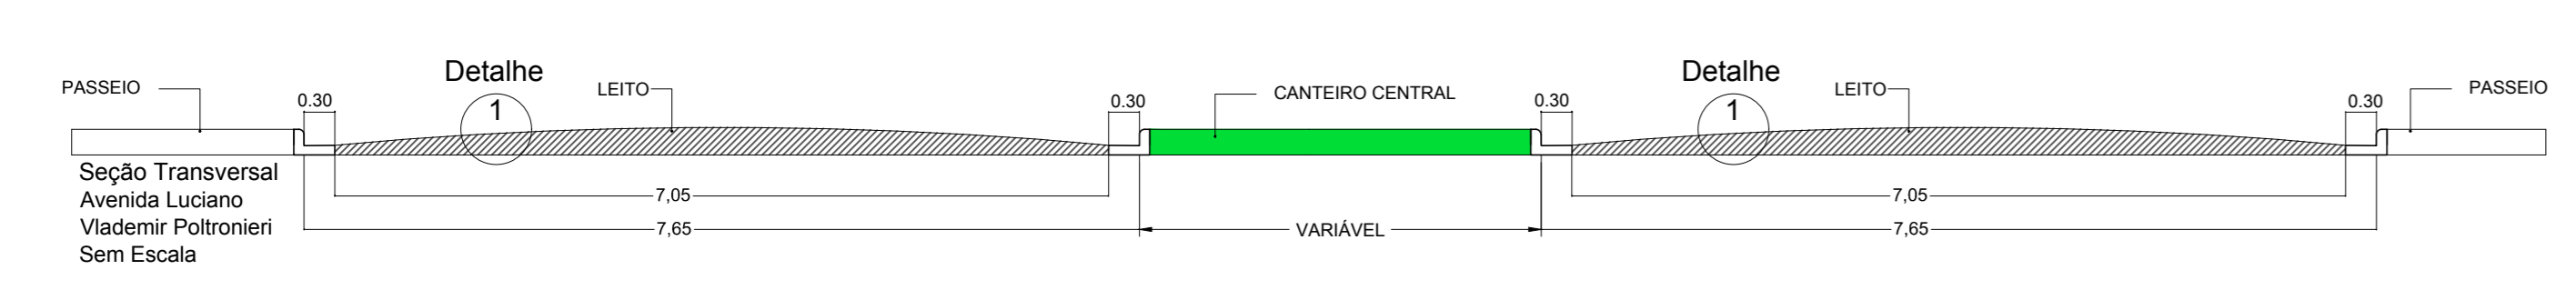 Detalhe
1
Detalhe
1
PASSEIO
LEITO
CANTEIRO CENTRAL
LEITO
PASSEIO
0.30
0.30
0.30
0.30
Seção Transversal
Avenida Luciano
Vlademir Poltronieri
Sem Escala
7,05
7,05
7,65
VARIÁVEL
7,65